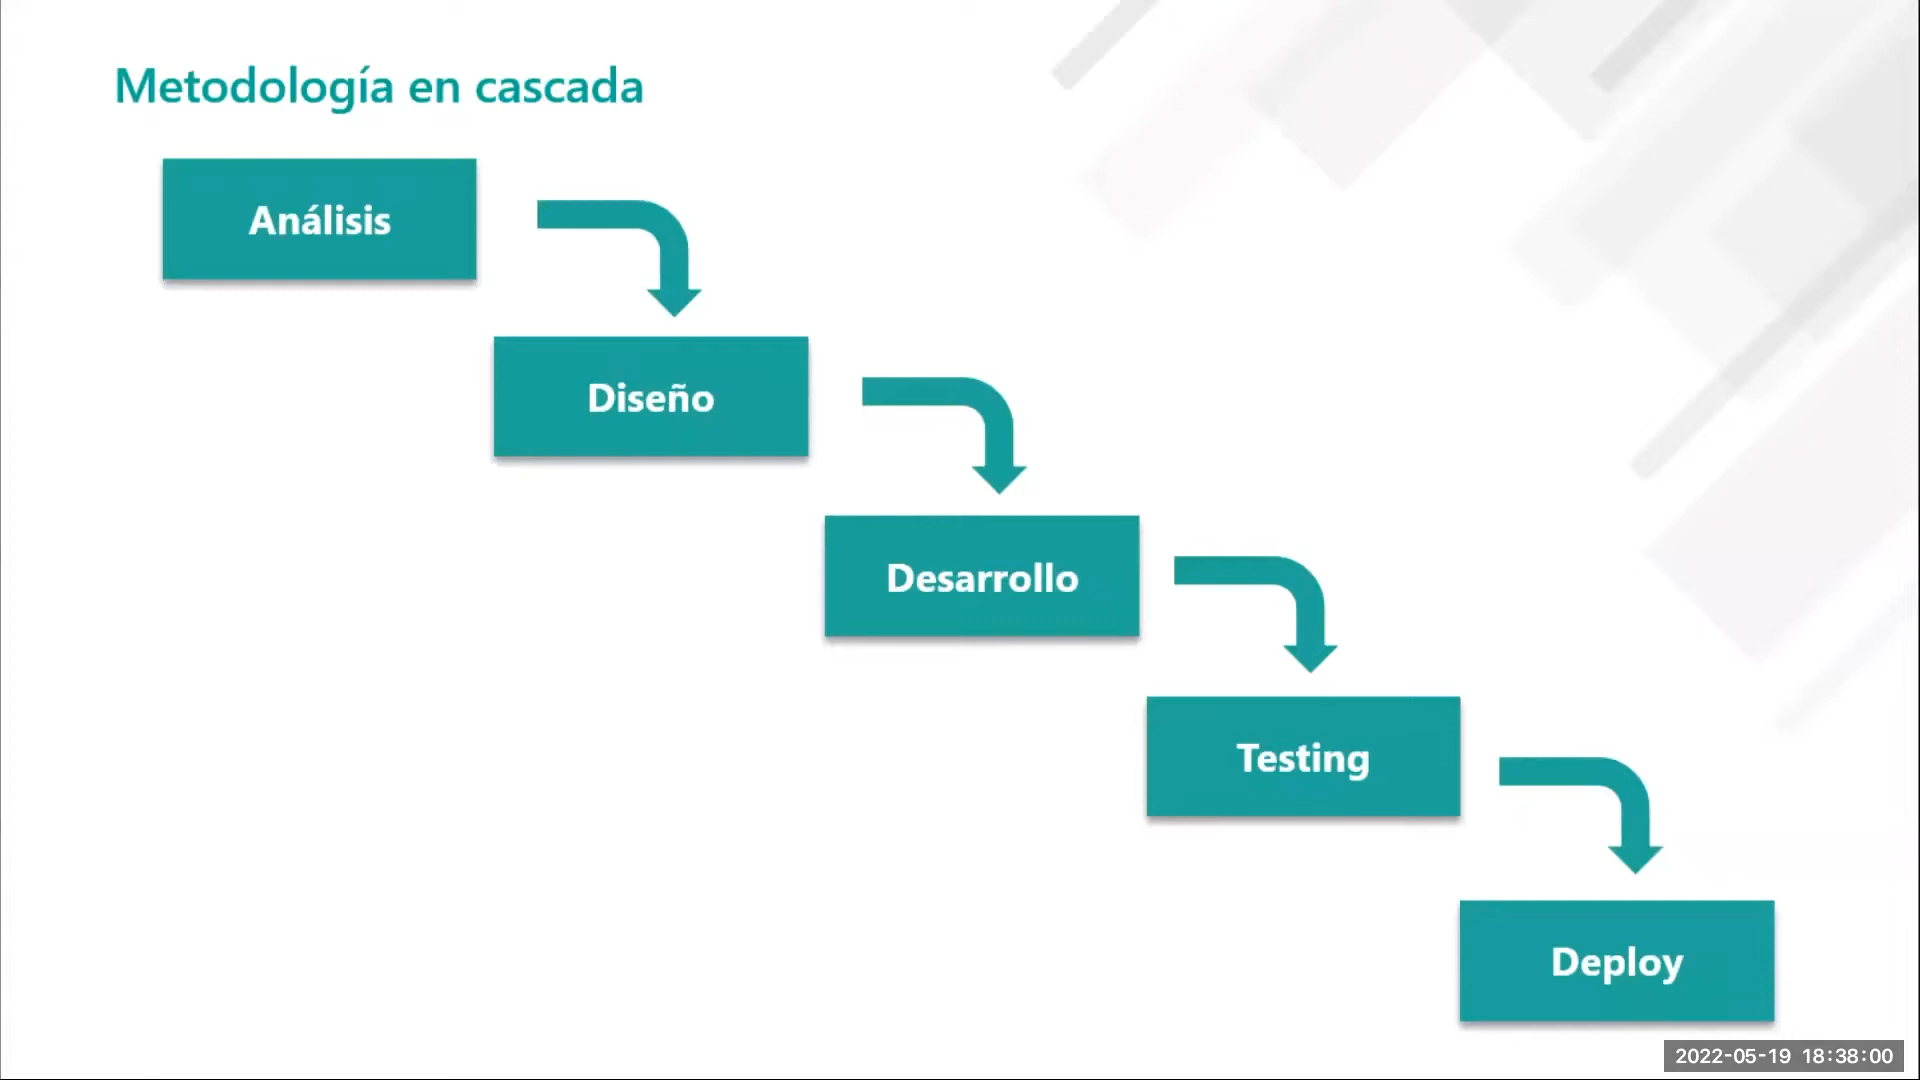 Metodología en cascada
Análisis
Diseño
Desarrollo
Testing
Deploy
2022-05-19 18:38:00